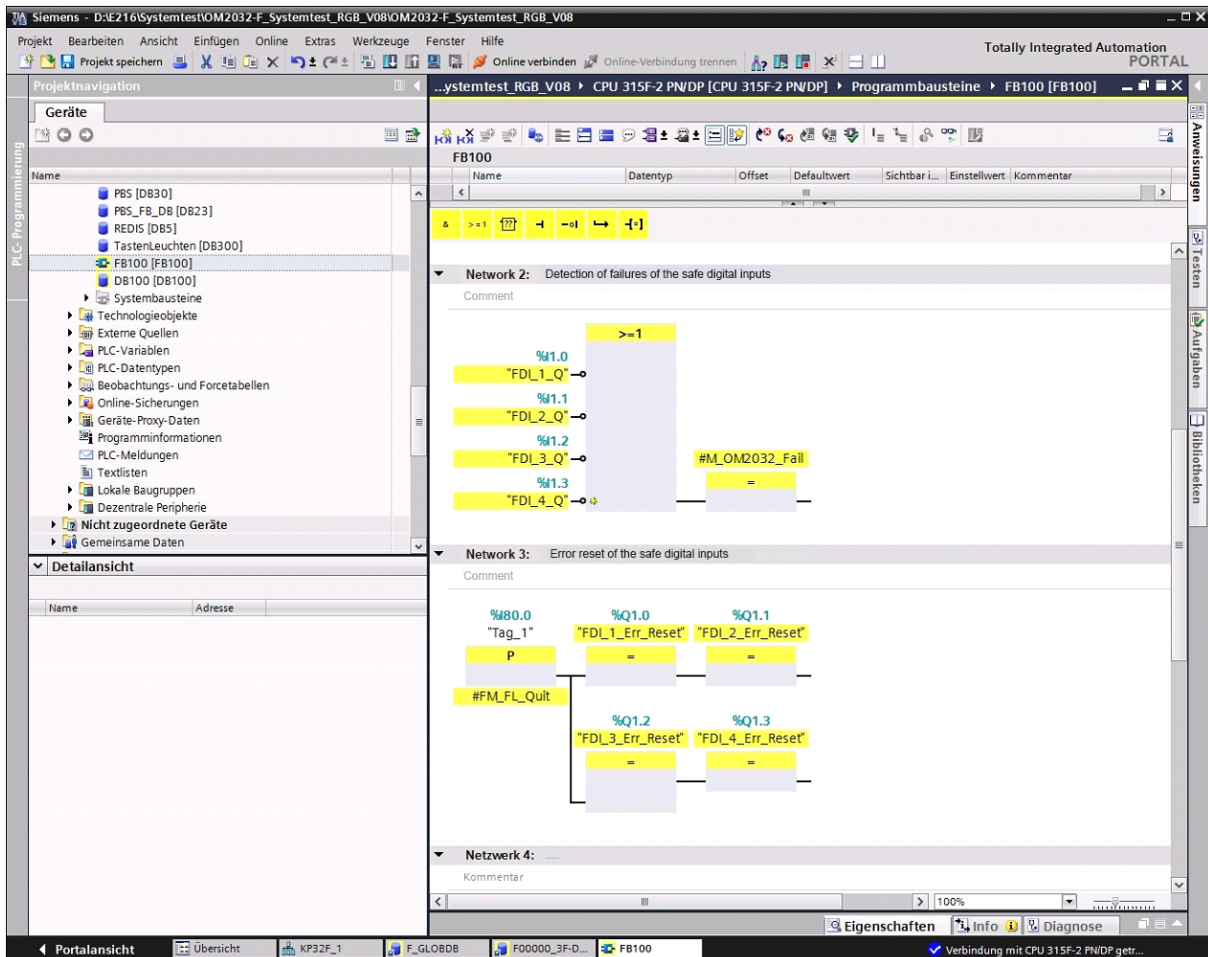 Siemens - D:\E216\Systemtest\OM2032-F_Systemtest_RGB_V08\OM2032-F_Systemtest_RGB_V08
Projekt Bearbeiten Ansicht Einfügen Online Extras Werkzeuge Fenster Hilfe
Totally Integrated Automation
PORTAL
Projekt speichern Online verbinden Online-Verbindung trennen
Projektnavigation
...ystemtest_RGB_V08 CPU 315F-2 PN/DP [CPU 315F-2 PN/DP] Programmbausteine FB100 [FB100]
Geräte
PLC-Programmierung
Name
PBS [DB30]
PBS_FB_DB [DB23]
REDIS [DB5]
TastenLeuchten [DB300]
FB100 [FB100]
DB100 [DB100]
Systembausteine
Technologieobjekte
Externe Quellen
PLC-Variablen
PLC-Datentypen
Beobachtungs- und Forcetabellen
Online-Sicherungen
Geräte-Proxy-Daten
Programminformationen
PLC-Meldungen
Textlisten
Lokale Baugruppen
Dezentrale Peripherie
Nicht zugeordnete Geräte
Gemeinsame Daten
Detailansicht
Name Adresse
FB100
Name Datentyp Offset Defaultwert Sichtbar i... Einstellwert Kommentar
& >=1 ?? -[=]
Network 2: Detection of failures of the safe digital inputs
Comment
>=1
%I1.0
"FDI_1_Q"
%I1.1
"FDI_2_Q"
%I1.2
"FDI_3_Q"
#M_OM2032_Fail
%I1.3
=
"FDI_4_Q"
Network 3: Error reset of the safe digital inputs
Comment
%I80.0 %Q1.0 %Q1.1
"Tag_1" "FDI_1_Err_Reset" "FDI_2_Err_Reset"
P = =
#FM_FL_Quit
%Q1.2 %Q1.3
"FDI_3_Err_Reset" "FDI_4_Err_Reset"
= =
Netzwerk 4: .....
Kommentar
100%
Eigenschaften Info Diagnose
Anweisungen
Testen
Aufgaben
Bibliotheken
Portalansicht Übersicht KP32F_1 F_GLOBDB F00000_3F-D... FB100
Verbindung mit CPU 315F-2 PN/DP getr...